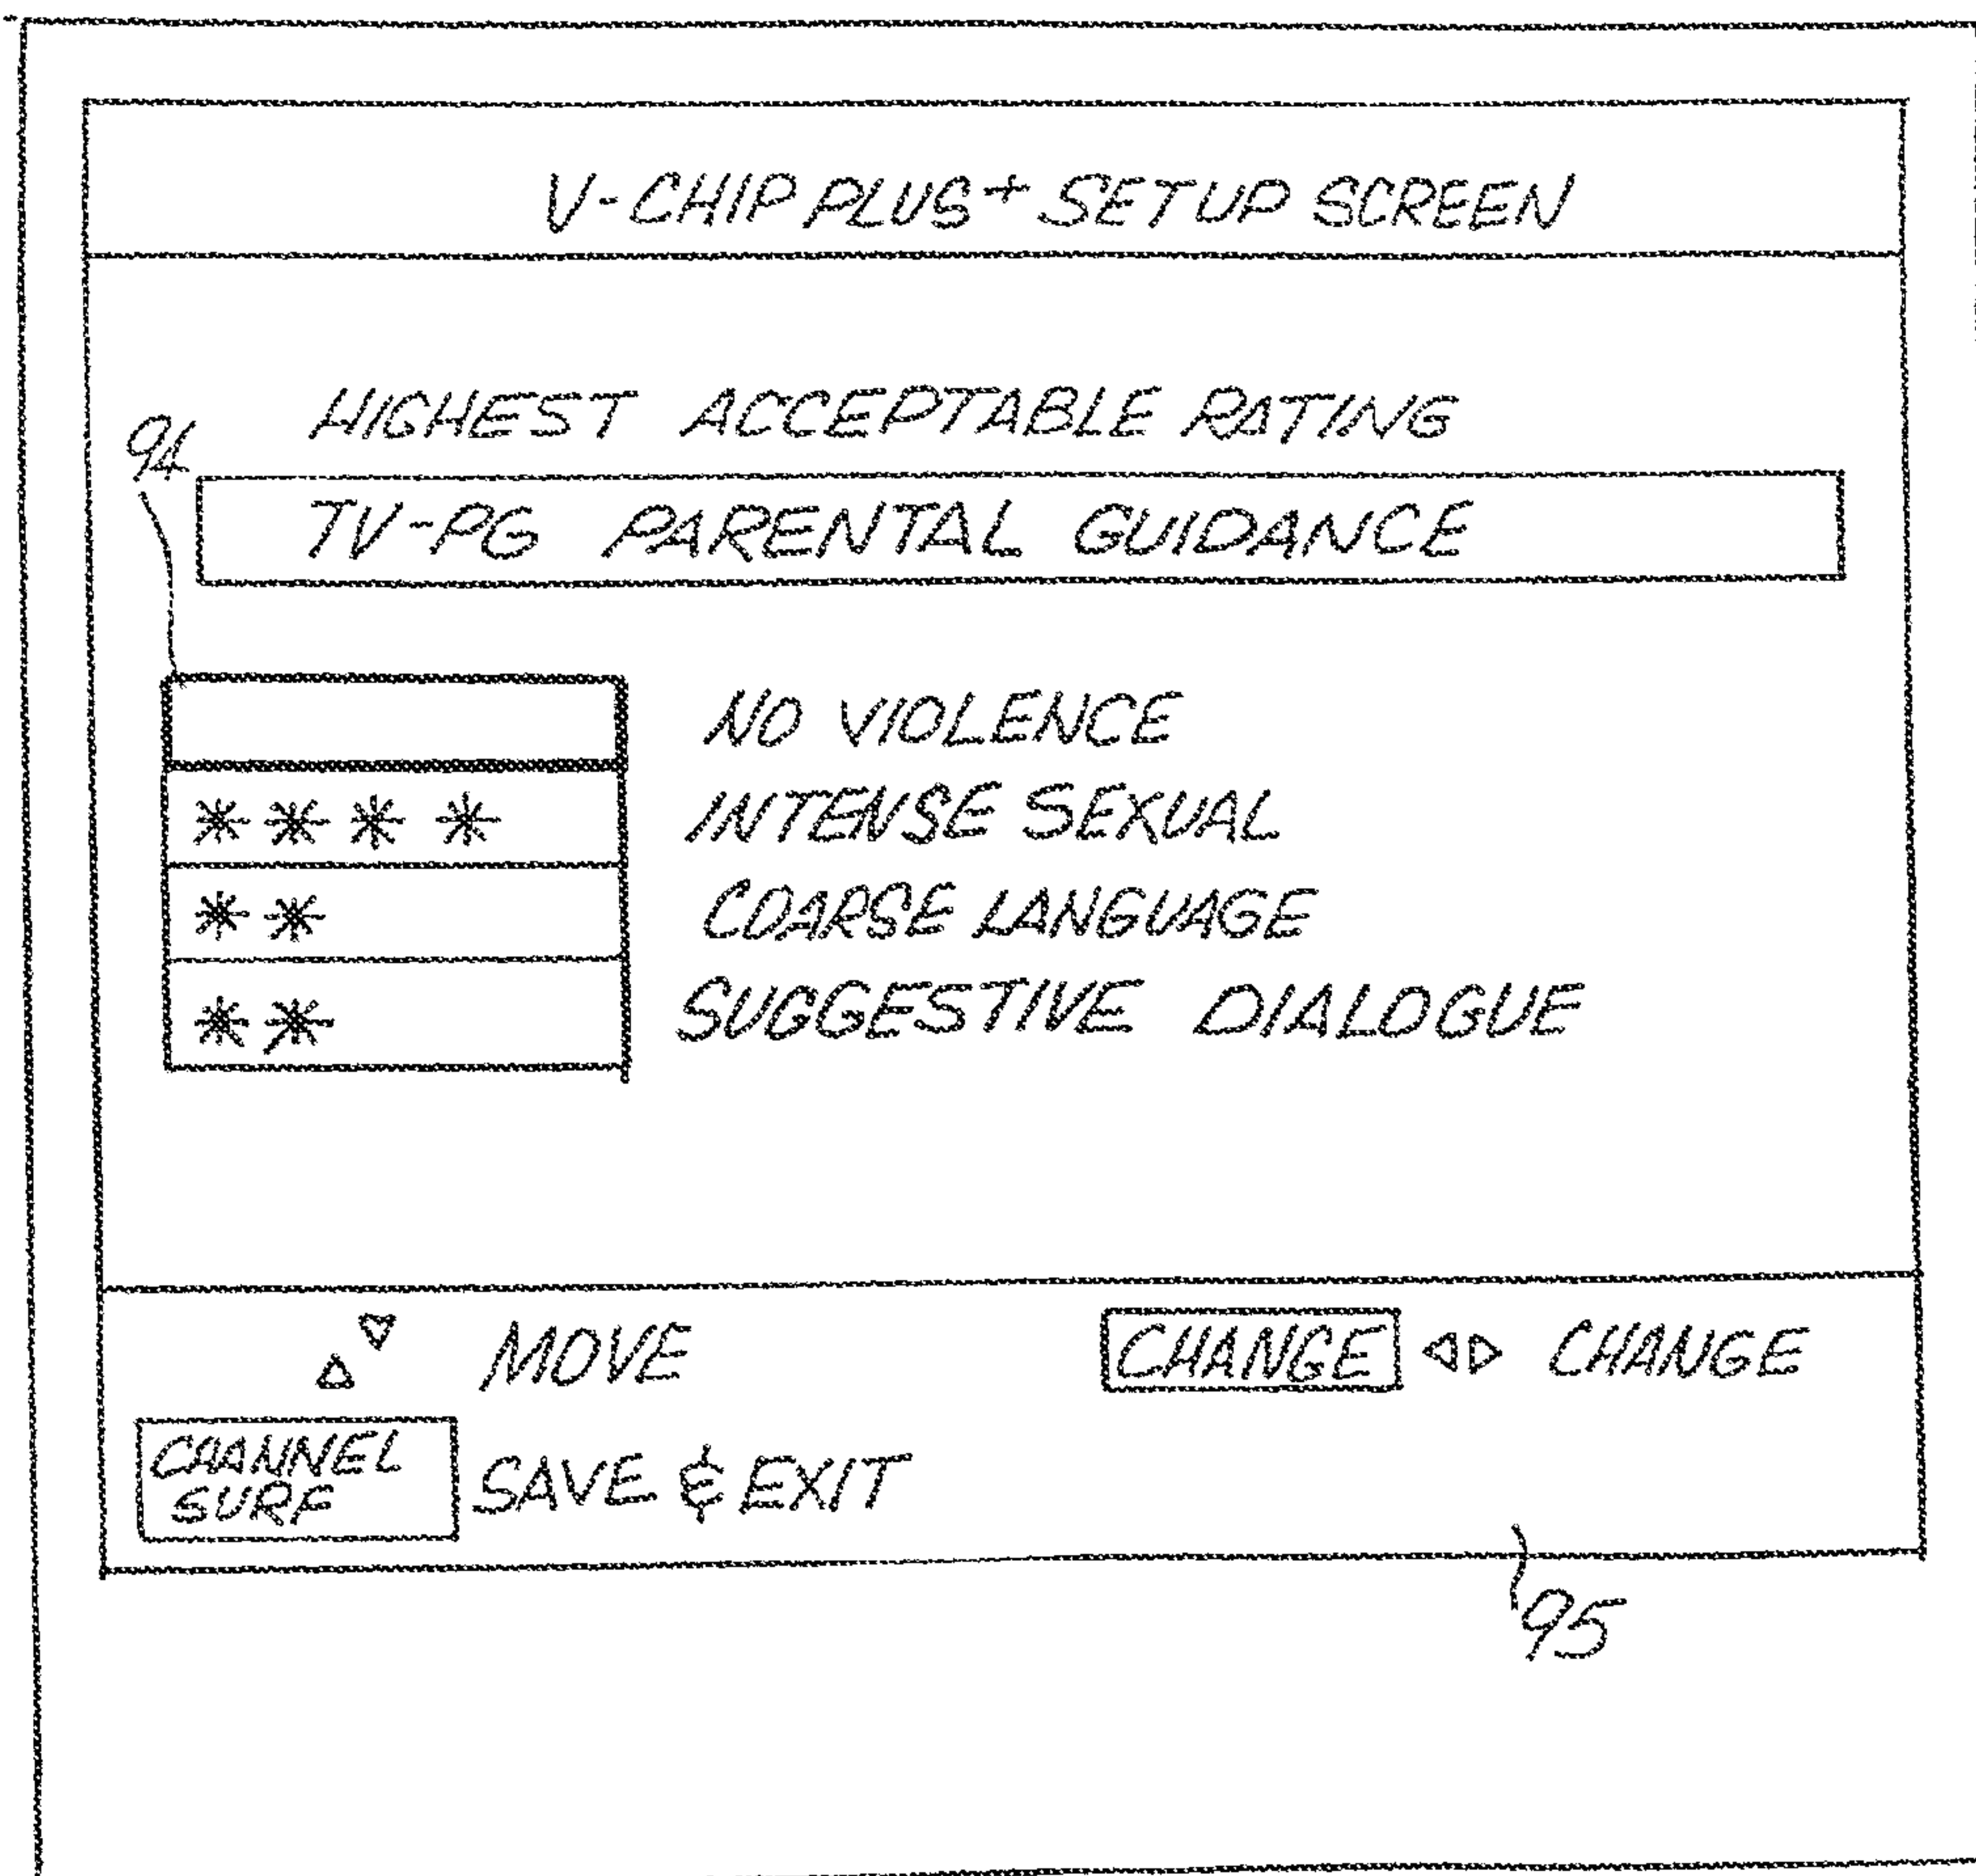 V-CHIP PLUS+ SETUP SCREEN
HIGHEST ACCEPTABLE RATING
94
TV-PG PARENTAL GUIDANCE
NO VIOLENCE
**** INTENSE SEXUAL
** COARSE LANGUAGE
** SUGGESTIVE DIALOGUE
MOVE CHANGE CHANGE
CHANNEL
SURF
SAVE & EXIT
95